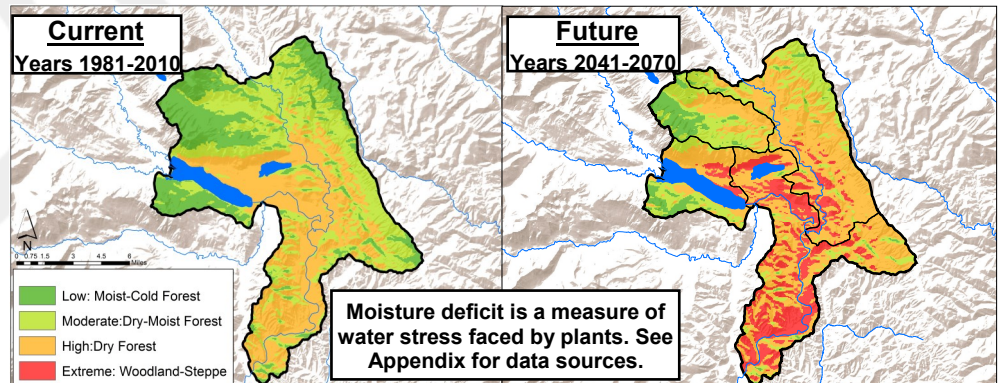 Current
Years 1981-2010
Future
Years 2041-2070
N
0 0.75 1.5 3 4.5 6
Miles
Low: Moist-Cold Forest
Moderate:Dry-Moist Forest
High:Dry Forest
Extreme: Woodland-Steppe
Moisture deficit is a measure of
water stress faced by plants. See
Appendix for data sources.